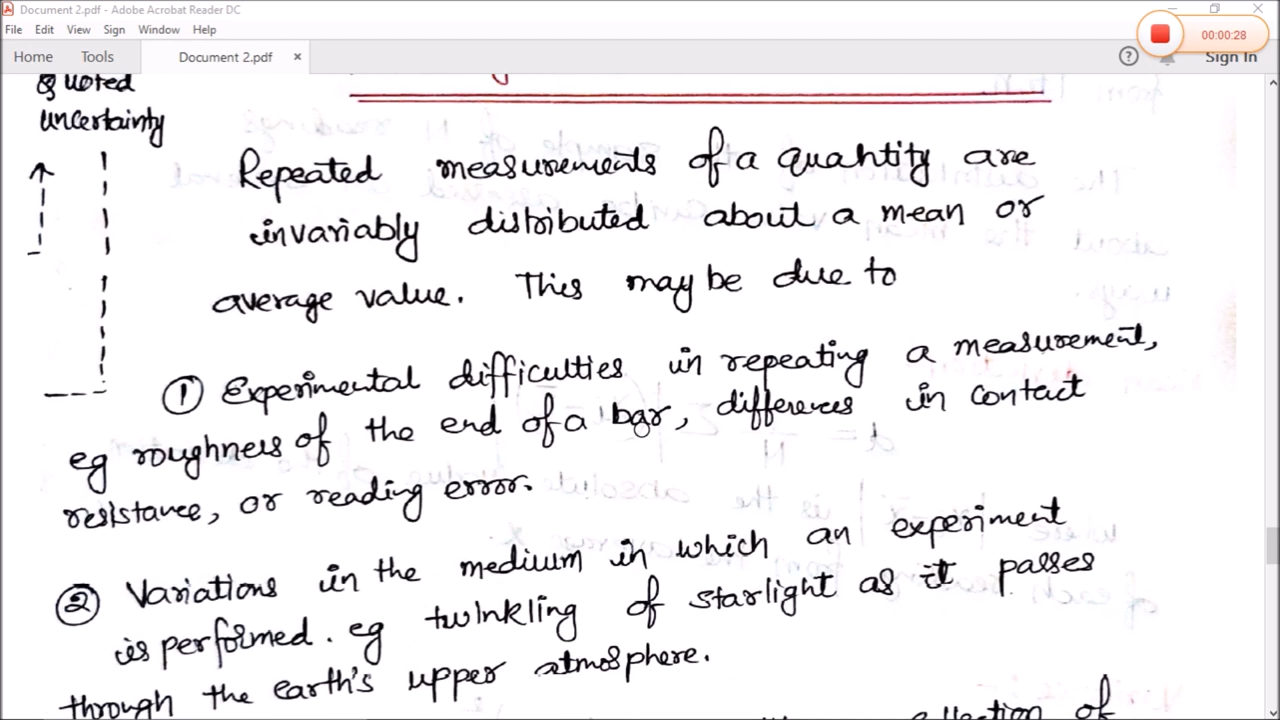 Document 2.pdf - Adobe Acrobat Reader DC
File Edit View Sign Window Help
Home Tools Document 2.pdf × 00:00:28
Sign In
Quoted
uncertainty
Repeated measurements of a quantity are
invariably distributed about a mean or
average value. This may be due to
① Experimental difficulties in repeating a measurement,
eg roughness of the end of a bar, differences in contact
resistance, or reading error.
② Variations in the medium in which an experiment
is performed. eg twinkling of starlight as it passes
through the earth's upper atmosphere.
of